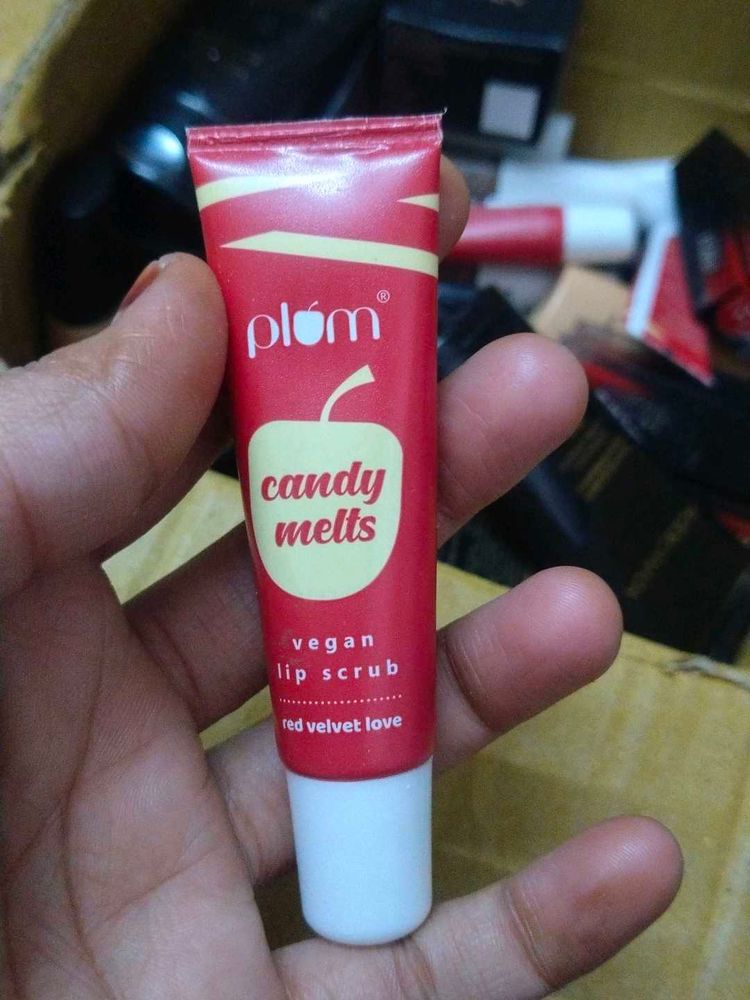 plum®
candy
melts
vegan
lip scrub
red velvet love